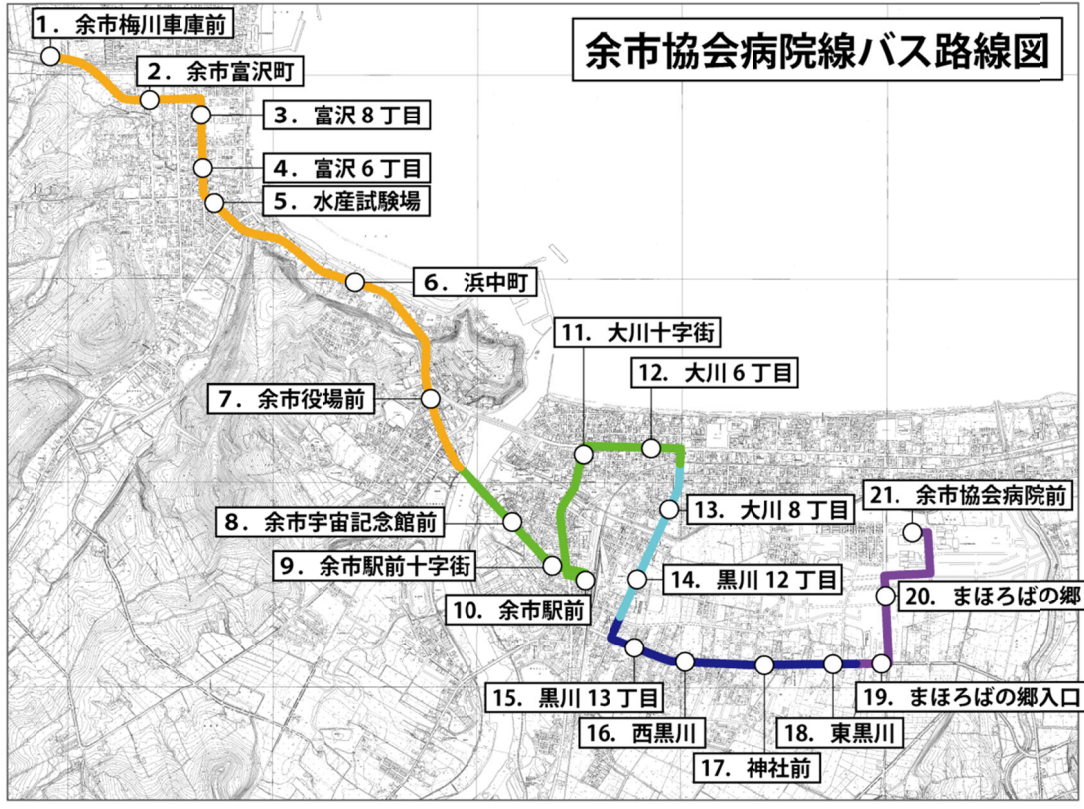 余市協会病院線バス路線図
1. 余市梅川車庫前
2. 余市富沢町
3. 富沢8丁目
4. 富沢6丁目
5. 水産試験場
6. 浜中町
7. 余市役場前
8. 余市宇宙記念館前
9. 余市駅前十字街
10. 余市駅前
11. 大川十字街
12. 大川6丁目
13. 大川8丁目
14. 黒川12丁目
15. 黒川13丁目
16. 西黒川
17. 神社前
18. 東黒川
19. まほろばの郷入口
20. まほろばの郷
21. 余市協会病院前